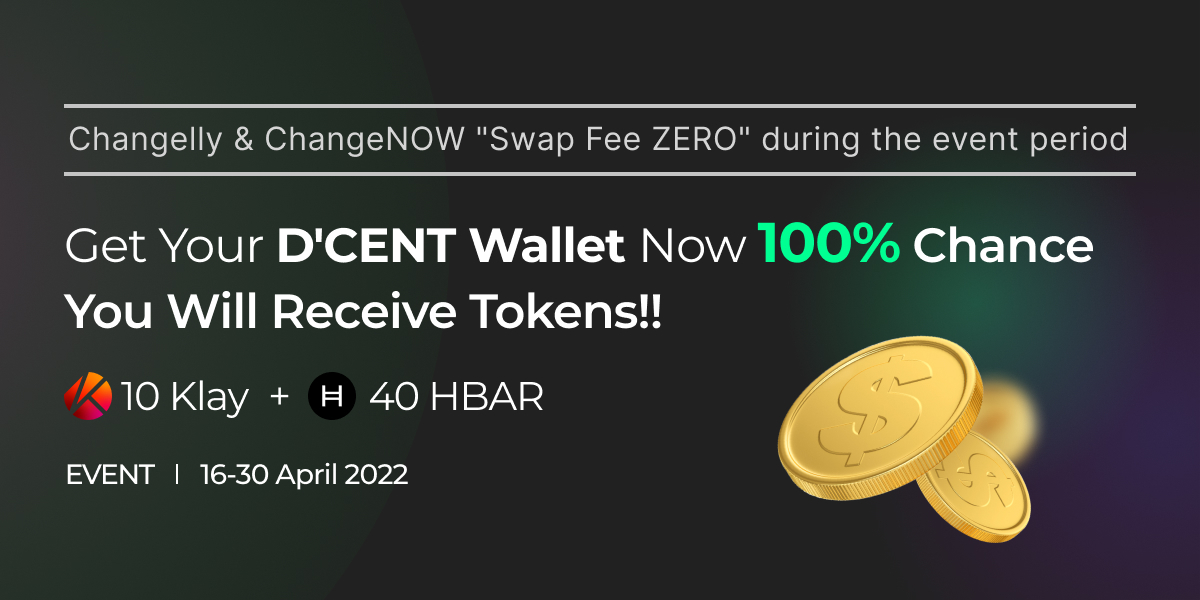 Changelly & ChangeNOW "Swap Fee ZERO" during the event period
Get Your D'CENT Wallet Now 100% Chance
You Will Receive Tokens!!
10 Klay + 40 HBAR
EVENT | 16-30 April 2022